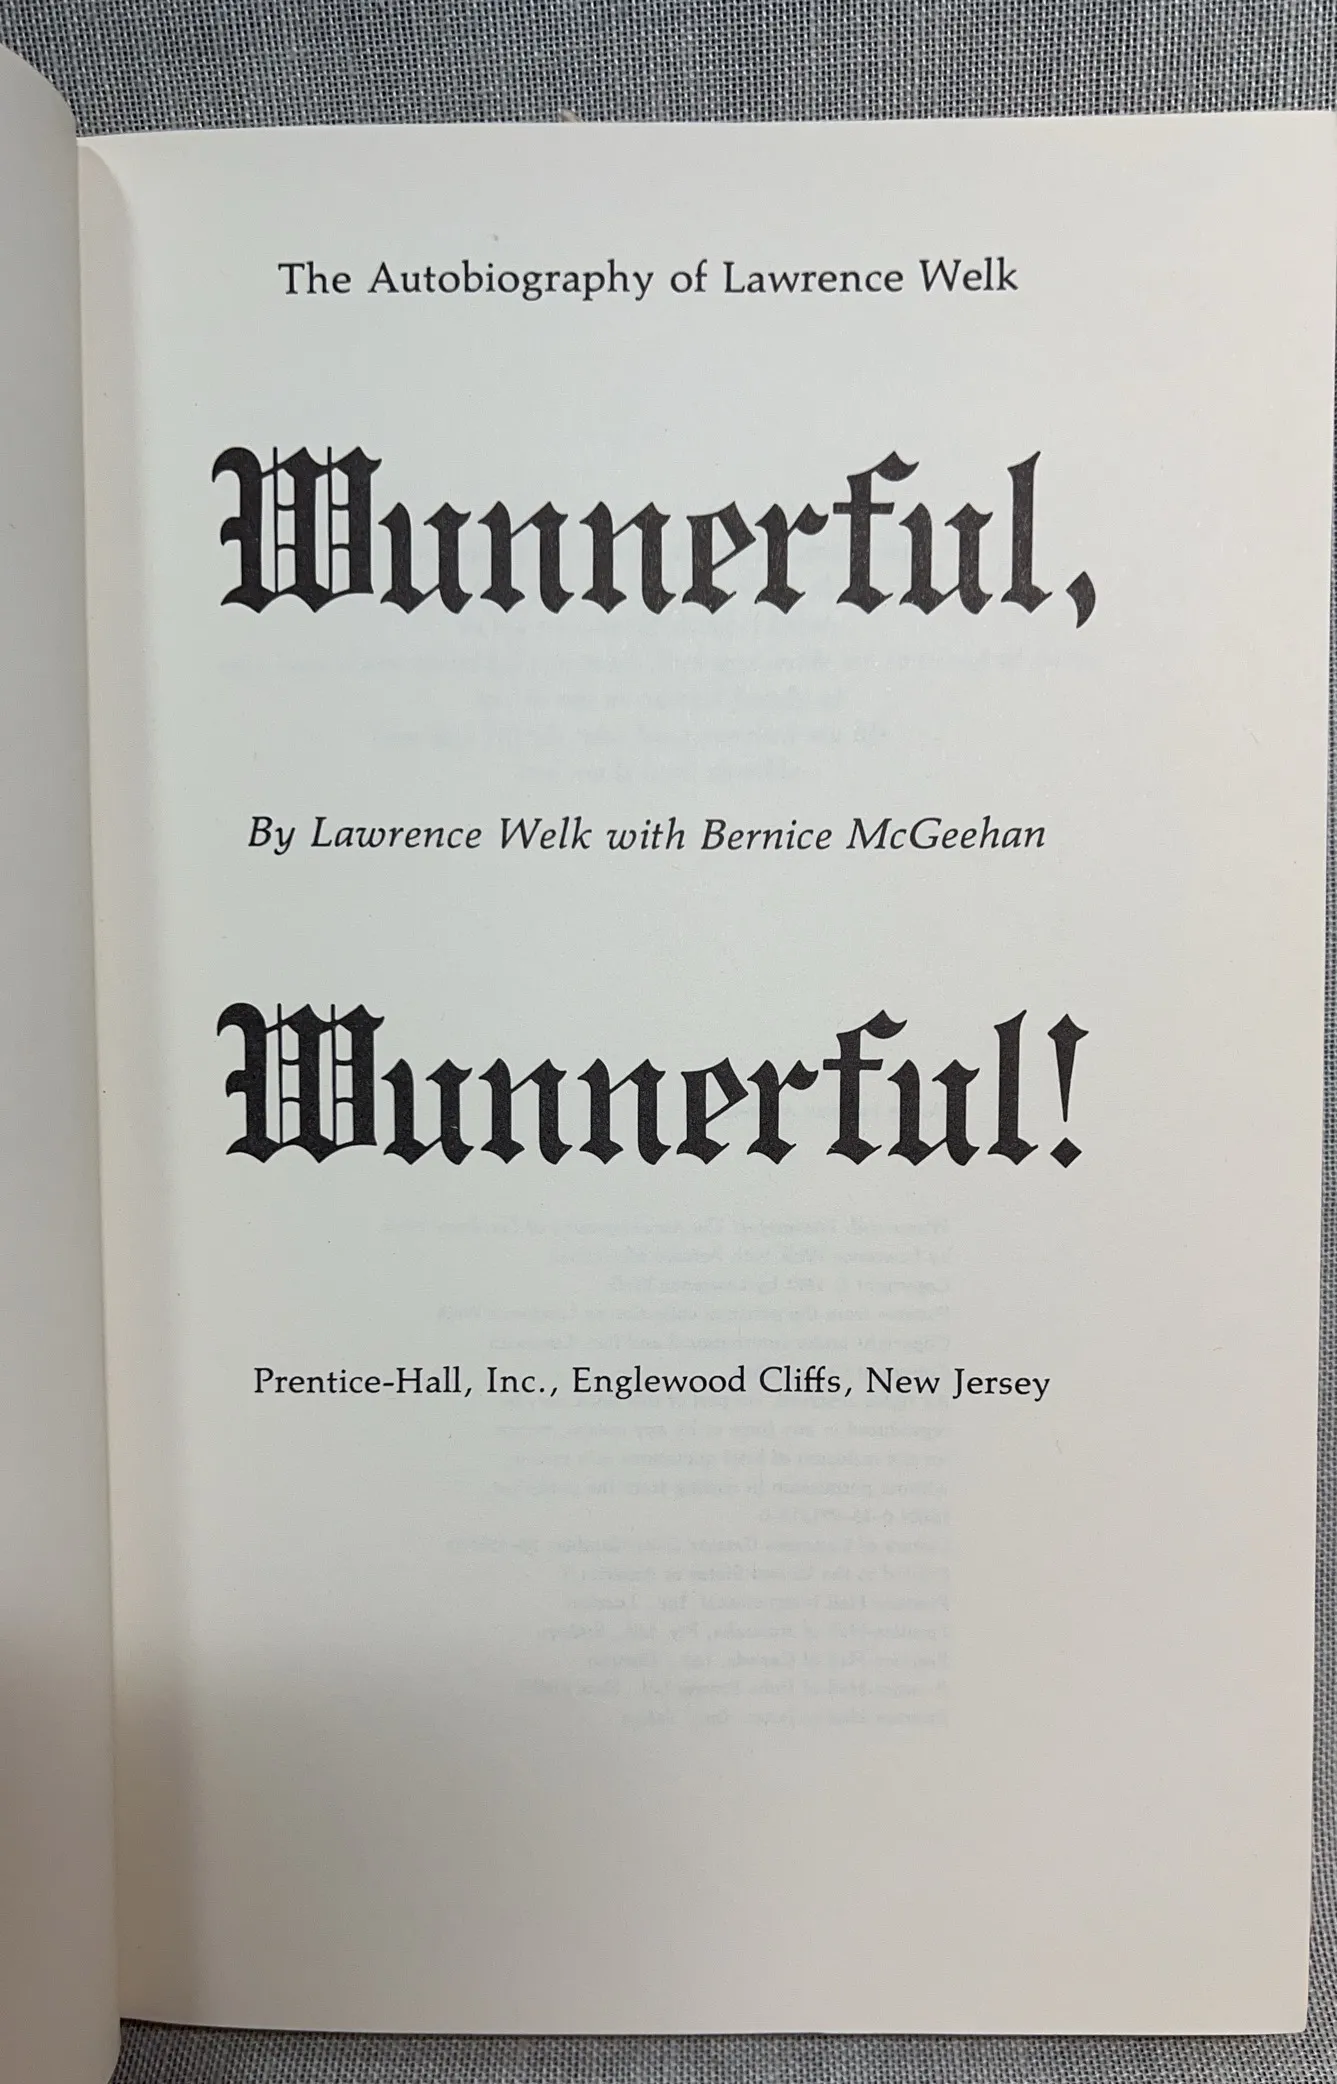 The Autobiography of Lawrence Welk
Wunnerful,
By Lawrence Welk with Bernice McGeehan
Wunnerful!
Prentice-Hall, Inc., Englewood Cliffs, New Jersey